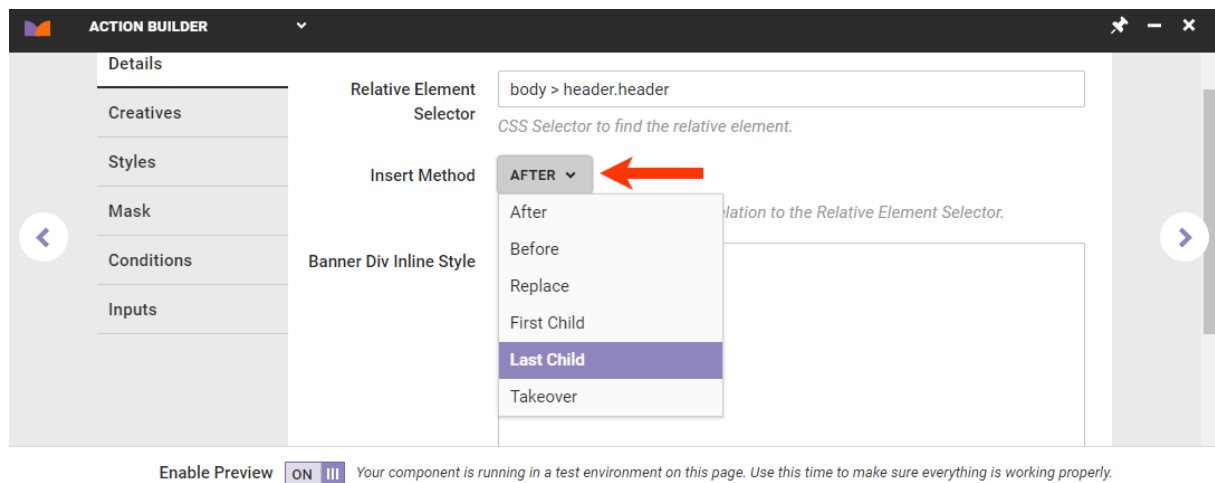 ACTION BUILDER
Details
Creatives
Styles
Mask
Conditions
Inputs
Relative Element
Selector
body > header.header
CSS Selector to find the relative element.
Insert Method
AFTER
After
Before
Replace
First Child
Last Child
Takeover
to the Relative Element Selector.
Banner Div Inline Style
Enable Preview
ON
Your component is running in a test environment on this page. Use this time to make sure everything is working properly.